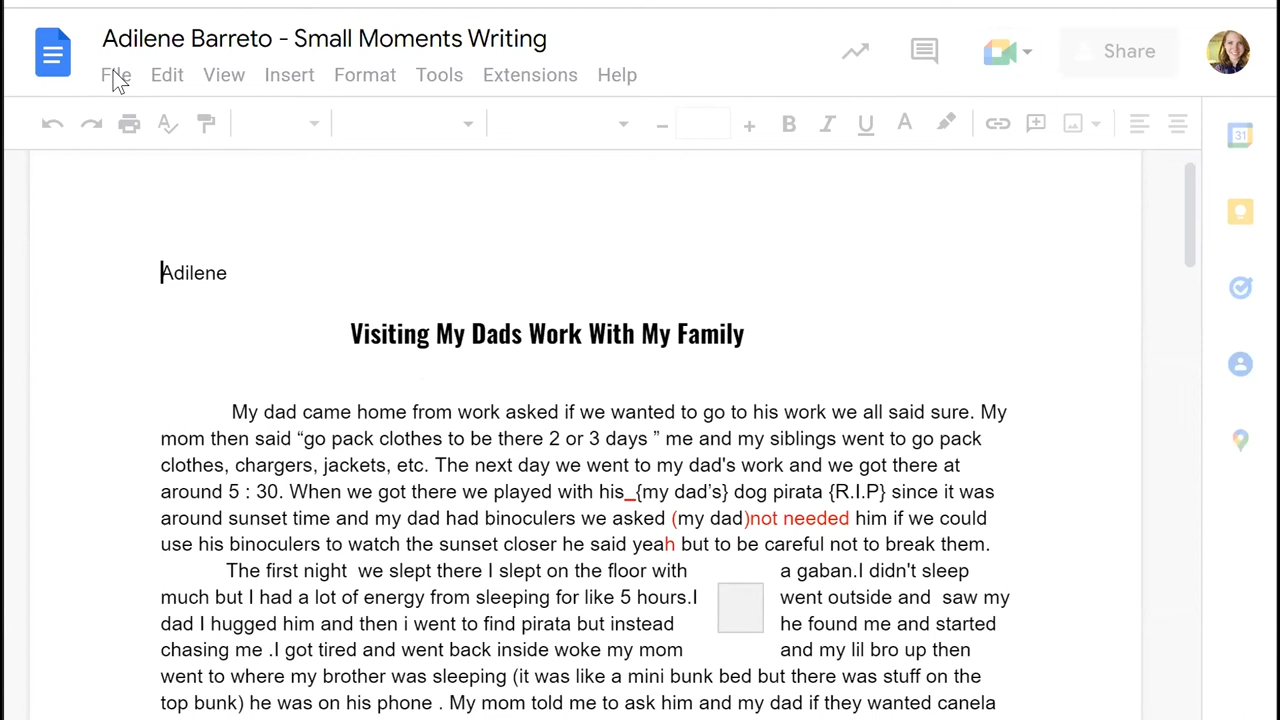 Adilene Barreto - Small Moments Writing
File Edit View Insert Format Tools Extensions Help
Share
31
Adilene
Visiting My Dads Work With My Family
My dad came home from work asked if we wanted to go to his work we all said sure. My
mom then said “go pack clothes to be there 2 or 3 days ” me and my siblings went to go pack
clothes, chargers, jackets, etc. The next day we went to my dad's work and we got there at
around 5 : 30. When we got there we played with his_{my dad’s} dog pirata {R.I.P} since it was
around sunset time and my dad had binoculars we asked (my dad)not needed him if we could
use his binoculars to watch the sunset closer he said yeah but to be careful not to break them.
The first night  we slept there I slept on the floor with a gaban.I didn't sleep
much but I had a lot of energy from sleeping for like 5 hours.I went outside and  saw my
dad I hugged him and then i went to find pirata but instead he found me and started
chasing me .I got tired and went back inside woke my mom and my lil bro up then
went to where my brother was sleeping (it was like a mini bunk bed but there was stuff on the
top bunk) he was on his phone . My mom told me to ask him and my dad if they wanted canela